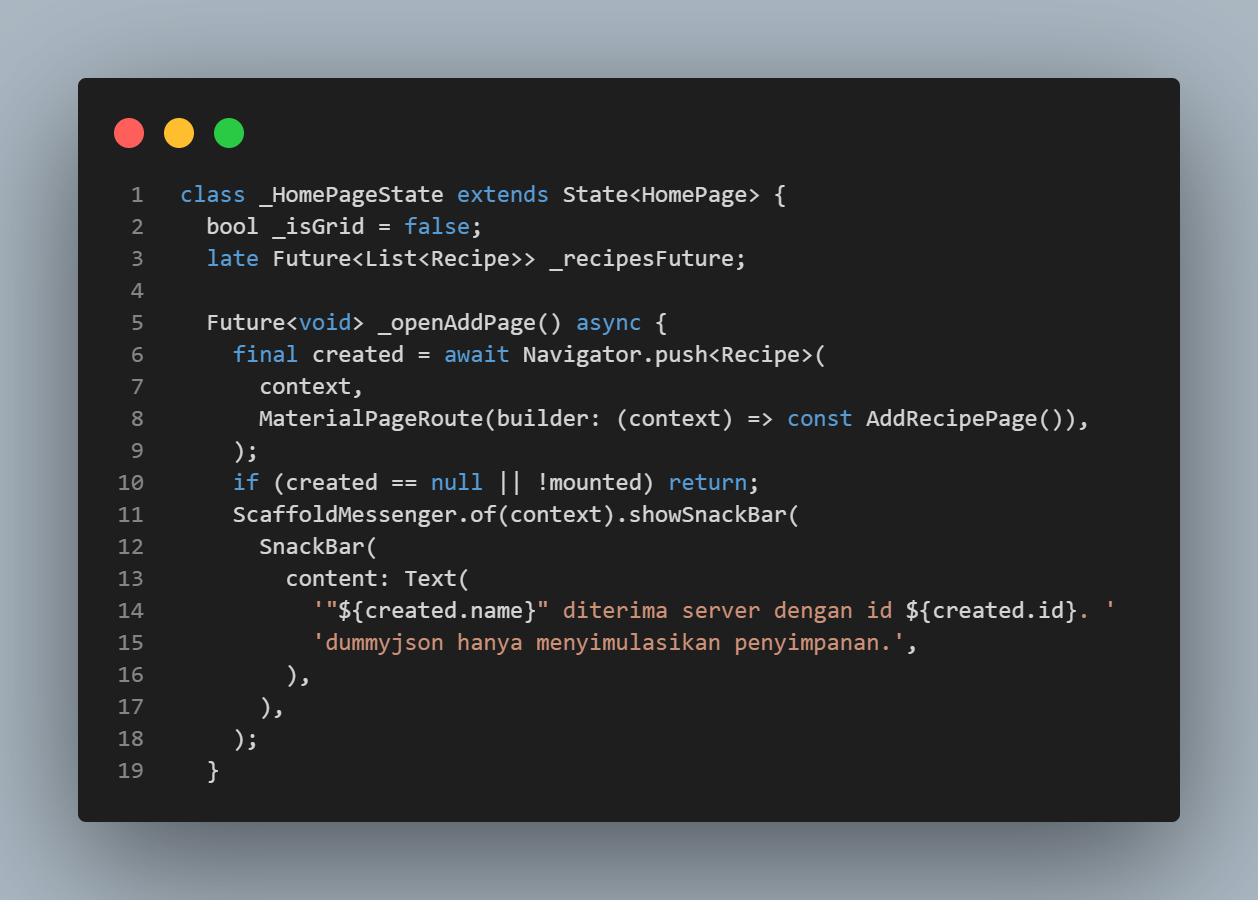 1 class _HomePageState extends State<HomePage> {
2   bool _isGrid = false;
3   late Future<List<Recipe>> _recipesFuture;
4
5   Future<void> _openAddPage() async {
6     final created = await Navigator.push<Recipe>(
7       context,
8       MaterialPageRoute(builder: (context) => const AddRecipePage()),
9     );
10     if (created == null || !mounted) return;
11     ScaffoldMessenger.of(context).showSnackBar(
12       SnackBar(
13         content: Text(
14           '"${created.name}" diterima server dengan id ${created.id}. '
15           'dummyjson hanya menyimulasikan penyimpanan.',
16         ),
17       ),
18     );
19   }